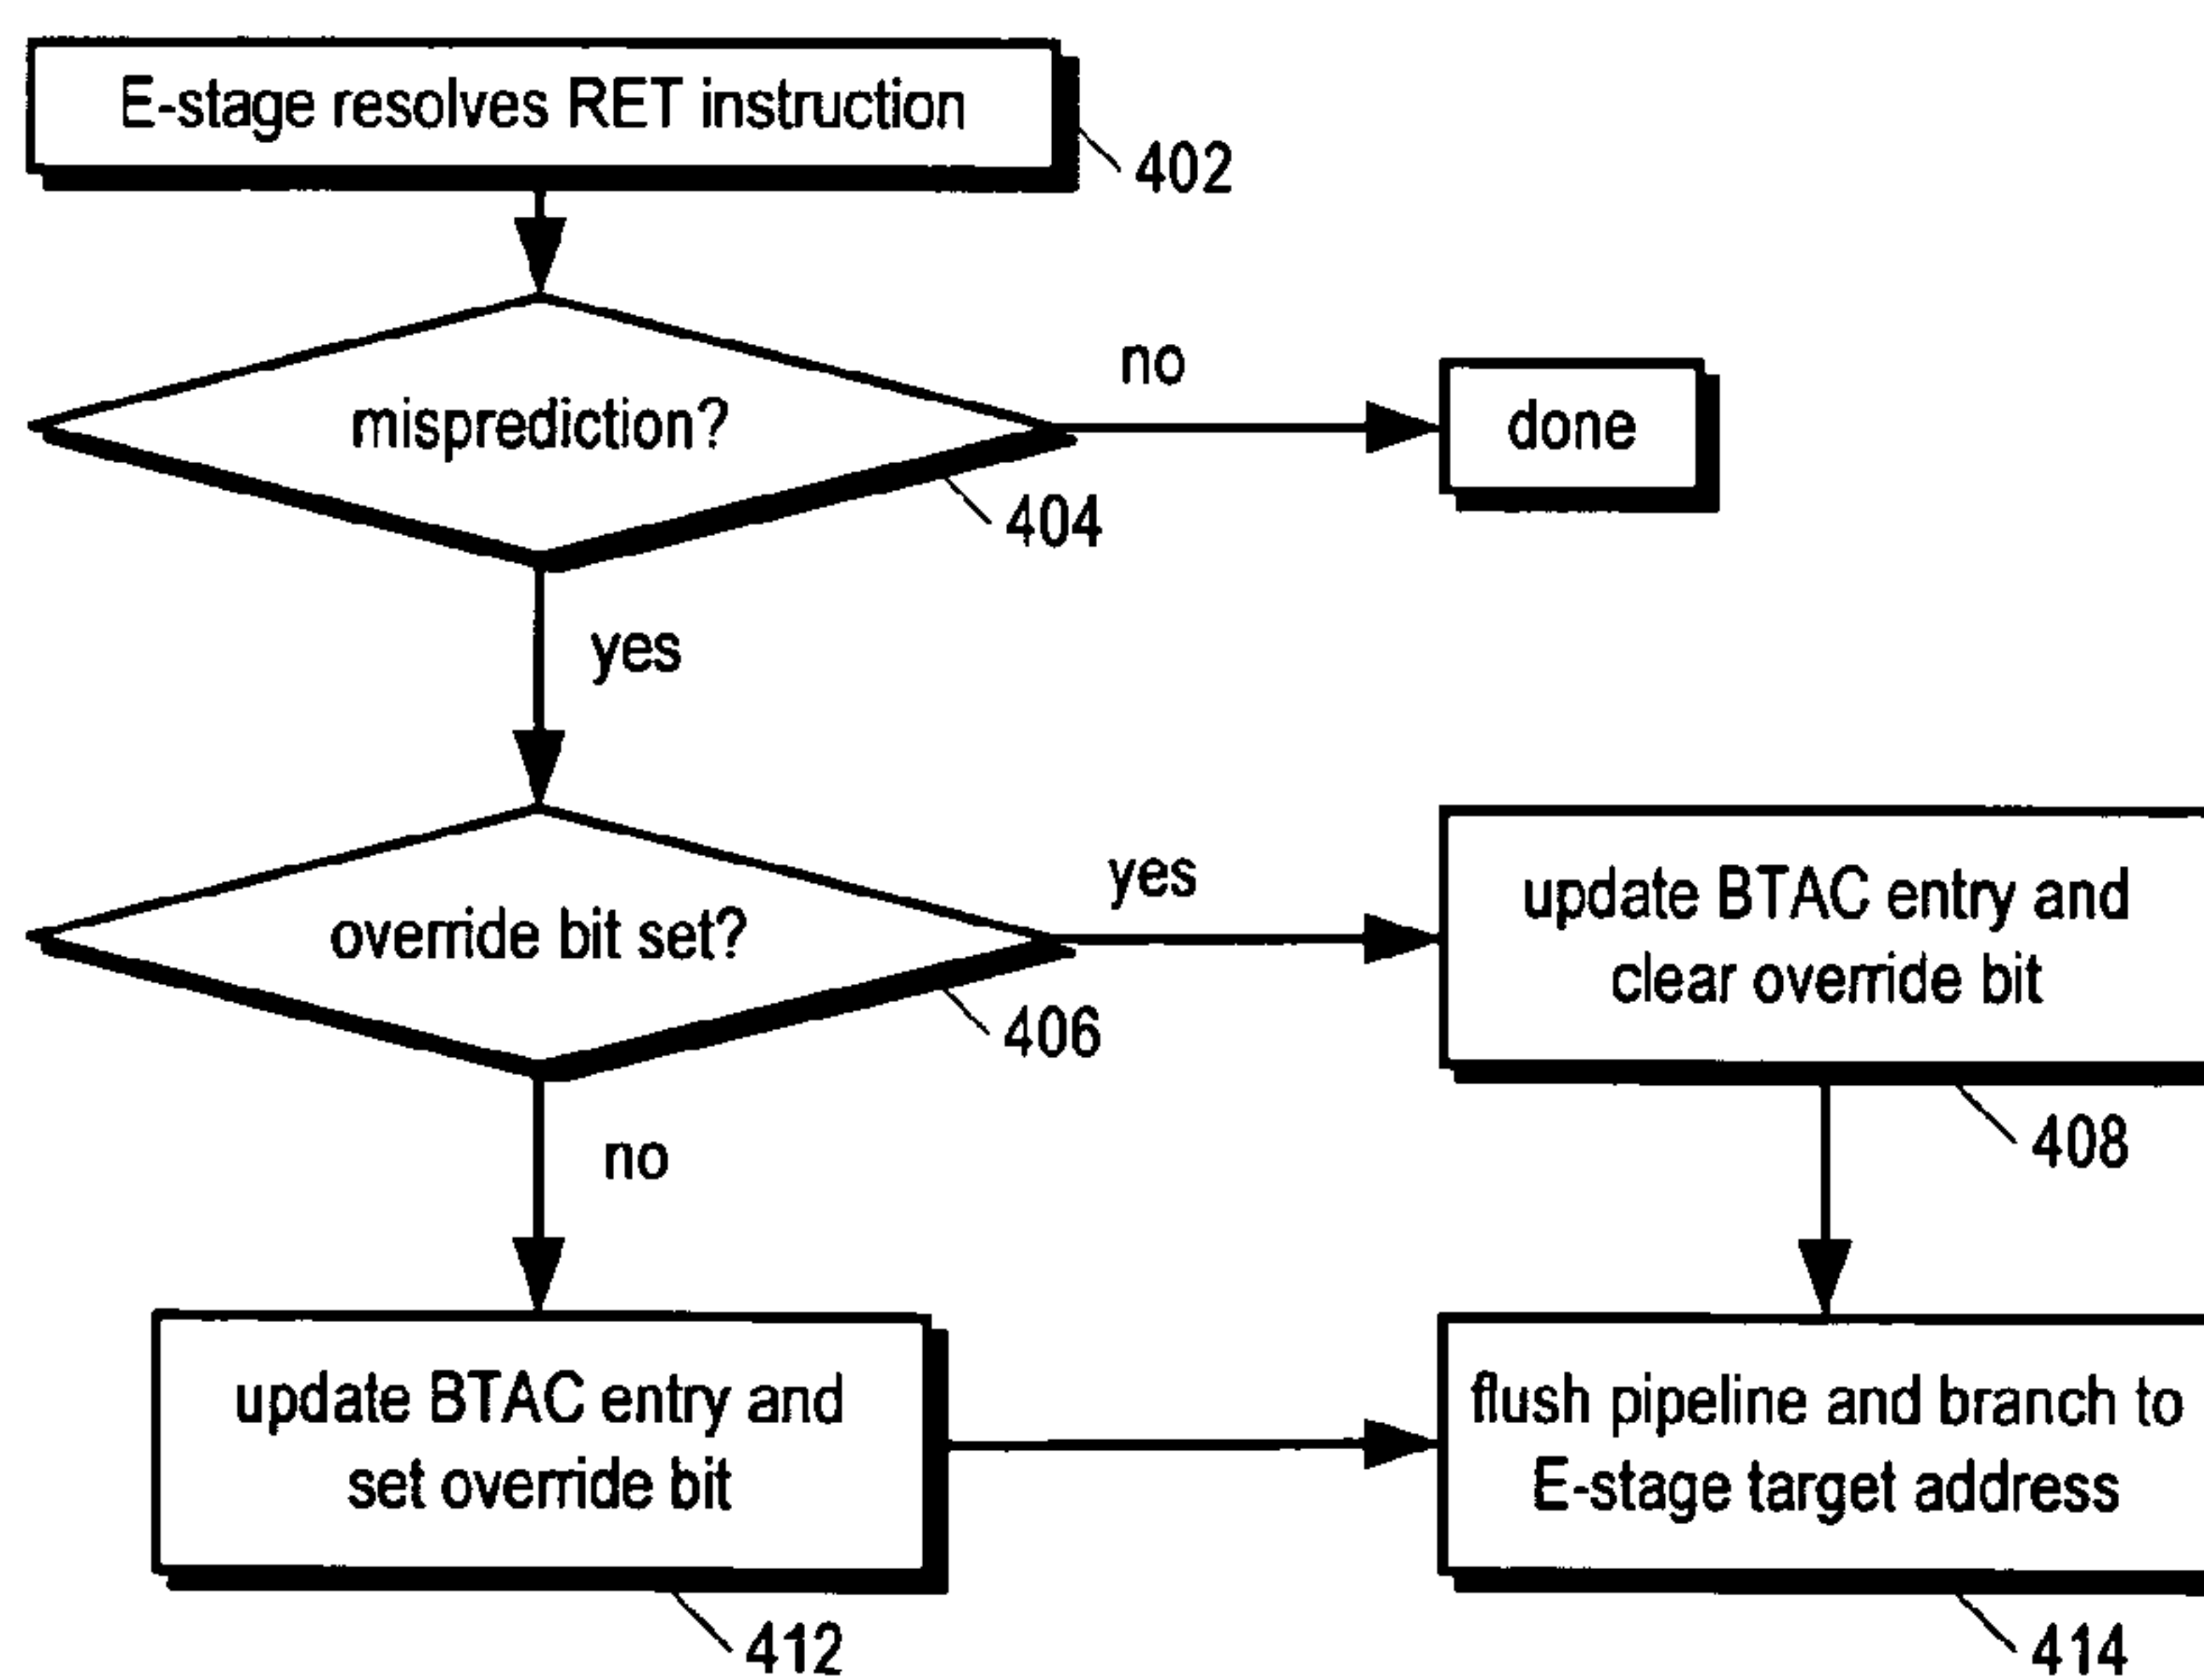 E-stage resolves RET instruction
402
misprediction?
no
done
404
yes
override bit set?
yes
update BTAC entry and
clear override bit
406
408
no
update BTAC entry and
set override bit
flush pipeline and branch to
E-stage target address
412
414